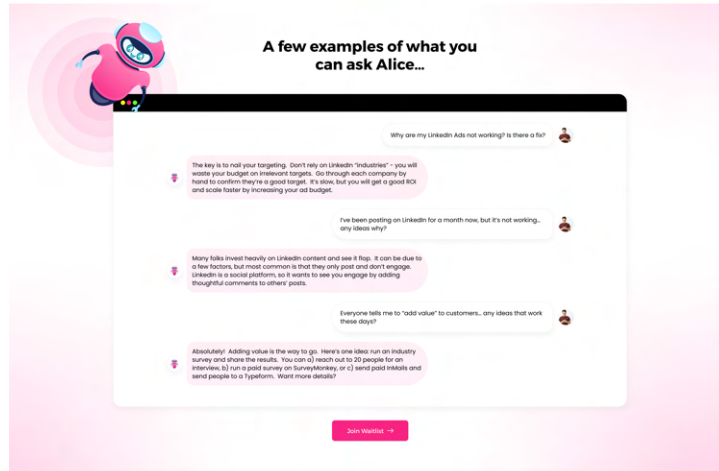 A few examples of what you
can ask Alice...
Why are my LinkedIn Ads not working? Is there a fix?
The key is to nail your targeting.  Don't rely on LinkedIn "industries" - you will
waste your budget on irrelevant targets.  Go through each company by
hand to confirm they're a good target.  It's slow, but you will get a good ROI
and scale faster by increasing your ad budget.
I've been posting on LinkedIn for a month now, but it's not working...
any ideas why?
Many folks invest heavily on LinkedIn content and see it flop.  It can be due to
a few factors, but most common is that they only post and don't engage.
LinkedIn is a social platform, so it wants to see you engage by adding
thoughtful comments to others' posts.
Everyone tells me to "add value" to customers... any ideas that work
these days?
Absolutely!  Adding value is the way to go.  Here's one idea: run an industry
survey and share the results.  You can a) reach out to 20 people for an
interview, b) run a paid survey on SurveyMonkey, or c) send paid InMails and
send people to a Typeform.  Want more details?
Join Waitlist →